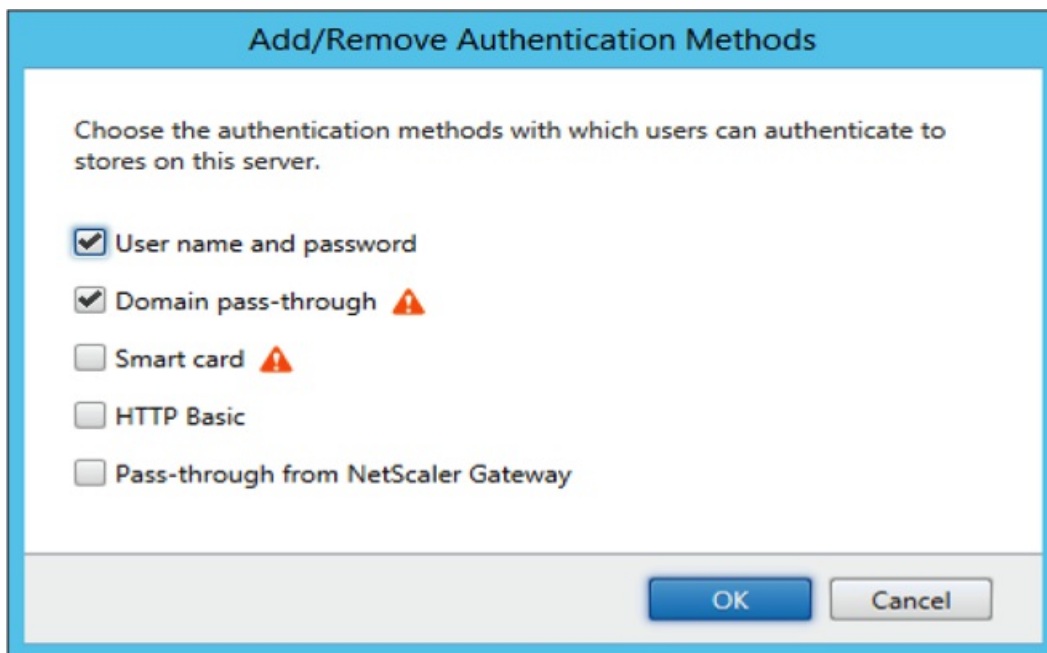 Add/Remove Authentication Methods
Choose the authentication methods with which users can authenticate to
stores on this server.
User name and password
Domain pass-through
Smart card
HTTP Basic
Pass-through from NetScaler Gateway
OK
Cancel